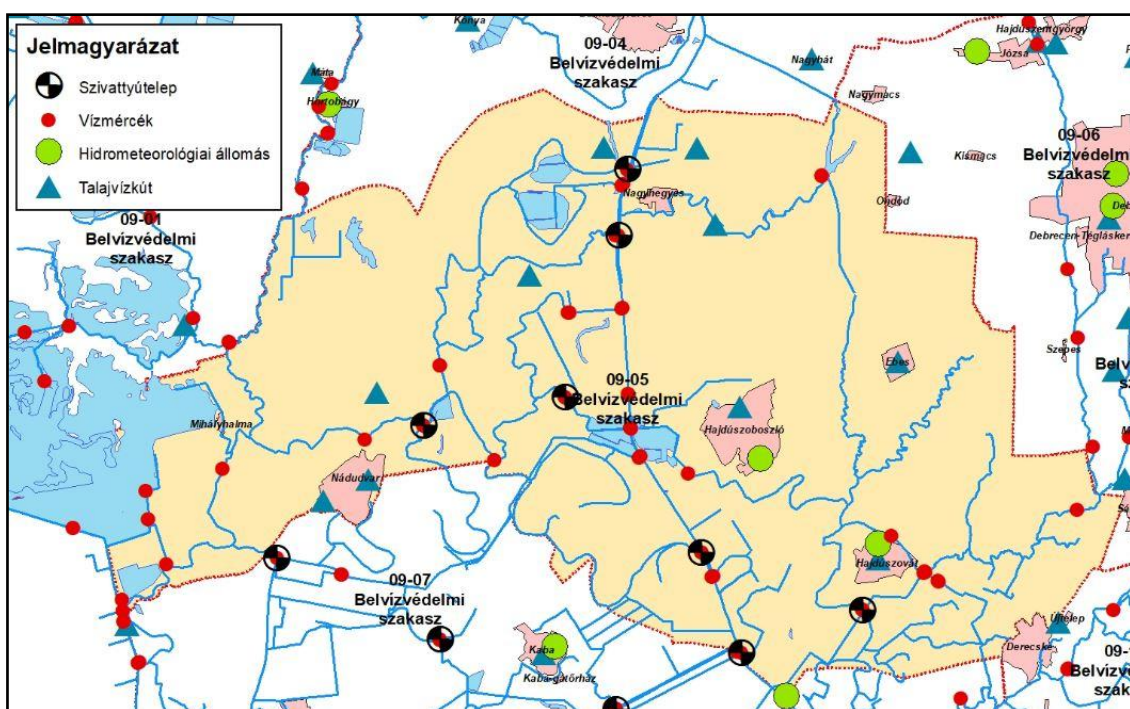 Jelmagyarázat
Szivattyútelep
Vízmércék
Hidrometeorológiai állomás
Talajvízkút
Kónya
09-04
Belvízvédelmi
szakasz
Nagyhát
Hajdúszentgyörgy
Józsa
Máta
Hortobágy
Nagymacs
Kismacs
09-06
Belvízvédelmi
szakasz
Ondód
Nagyhegyes
Debrecen-Tégláskert
09-01
Belvízvédelmi
szakasz
Szepes
Ebes
09-05
Belvízvédelmi
szakasz
Hajdúszoboszló
Mihályhalma
Nádudvar
Hajdúszovát
09-07
Belvízvédelmi
szakasz
Újtelep
Derecske
Kaba
Kaba-gátőrház
Belvízvédelmi
szakasz